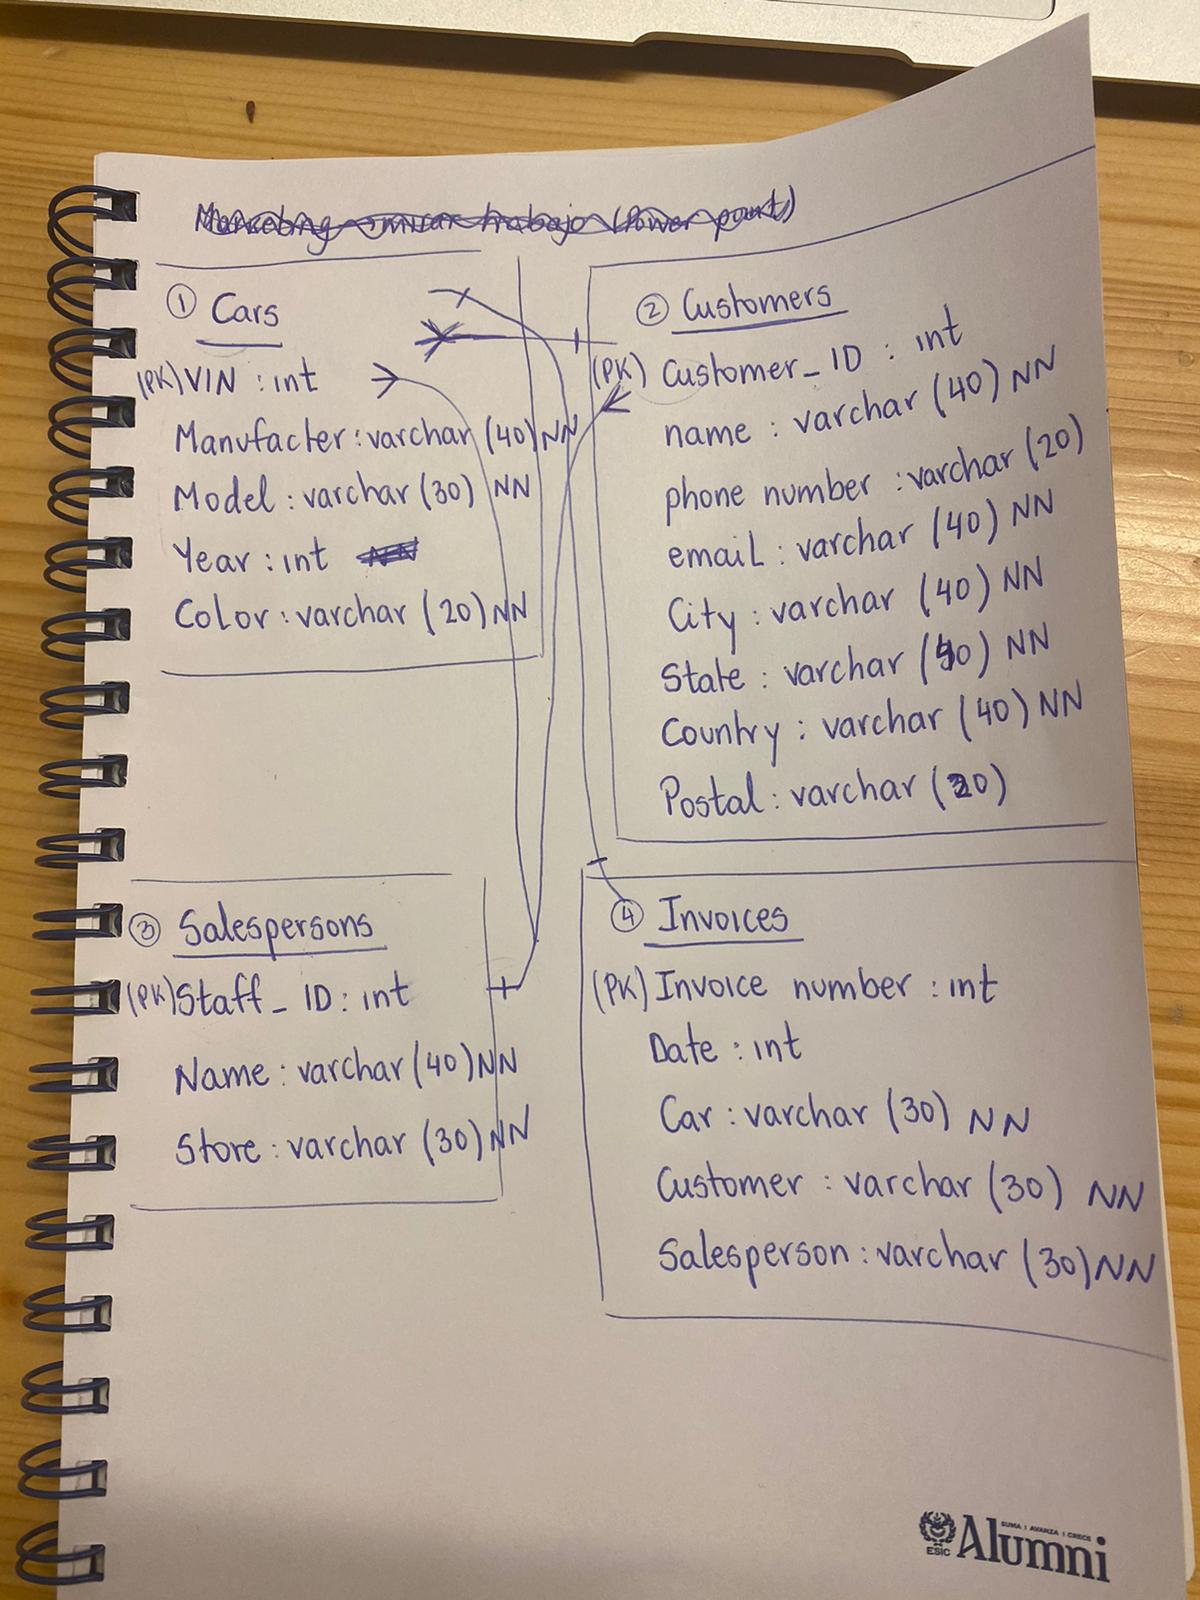 Marketing enviar trabajo (Power point)
① Cars
(PK) VIN : int
Manufacter : varchar (40) NN
Model : varchar (30) NN
Year : int NN
Color : varchar (20) NN
② Customers
(PK) Customer_ID : int
name : varchar (40) NN
phone number : varchar (20)
email : varchar (40) NN
City : varchar (40) NN
State : varchar (40) NN
Country : varchar (40) NN
Postal : varchar (20)
③ Salespersons
(PK) Staff_ID : int
Name : varchar (40) NN
Store : varchar (30) NN
④ Invoices
(PK) Invoice number : int
Date : int
Car : varchar (30) NN
Customer : varchar (30) NN
Salesperson : varchar (30) NN
SUMA | AVANZA | CRECE
ESIC Alumni